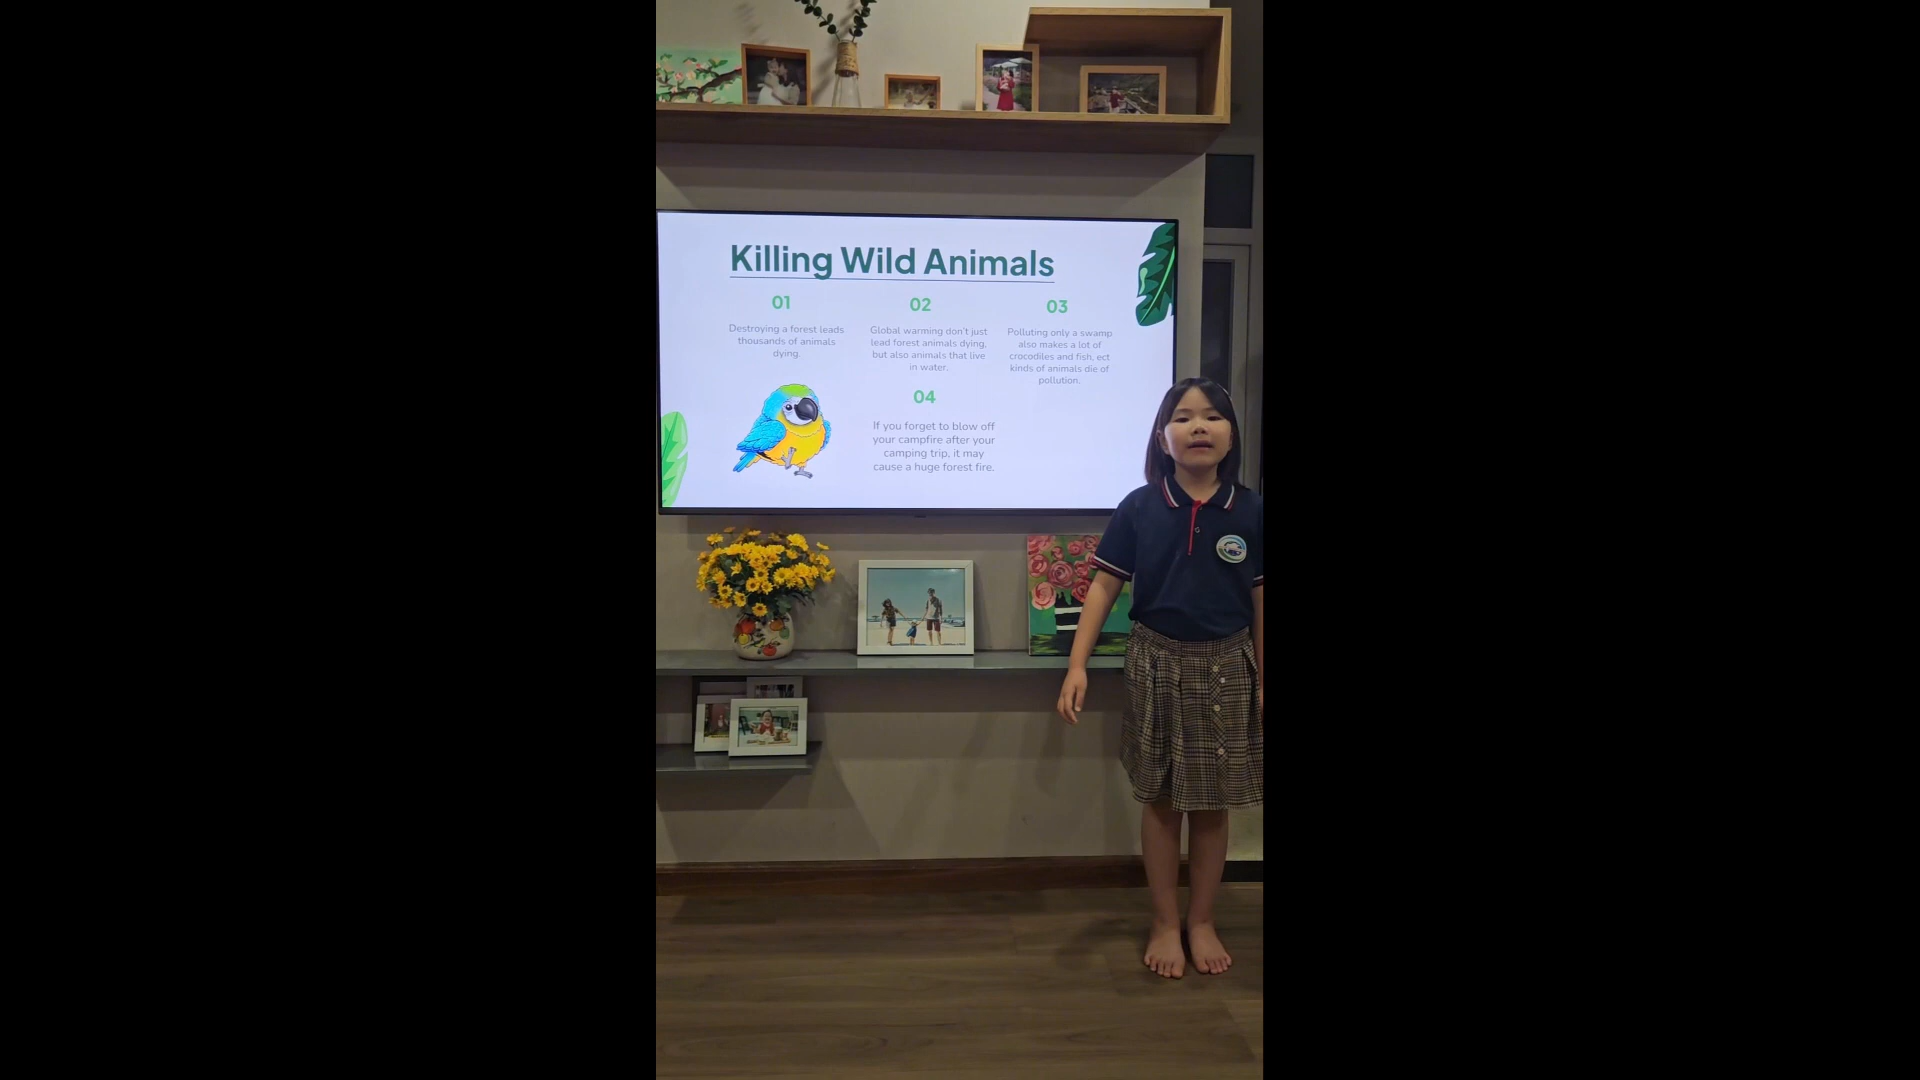 Killing Wild Animals
01
Destroying a forest leads
thousands of animals
dying.
02
Global warming don't just
lead forest animals dying,
but also animals that live
in water.
03
Polluting only a swamp
also makes a lot of
crocodiles and fish, ect
kinds of animals die of
pollution.
04
If you forget to blow off
your campfire after your
camping trip, it may
cause a huge forest fire.